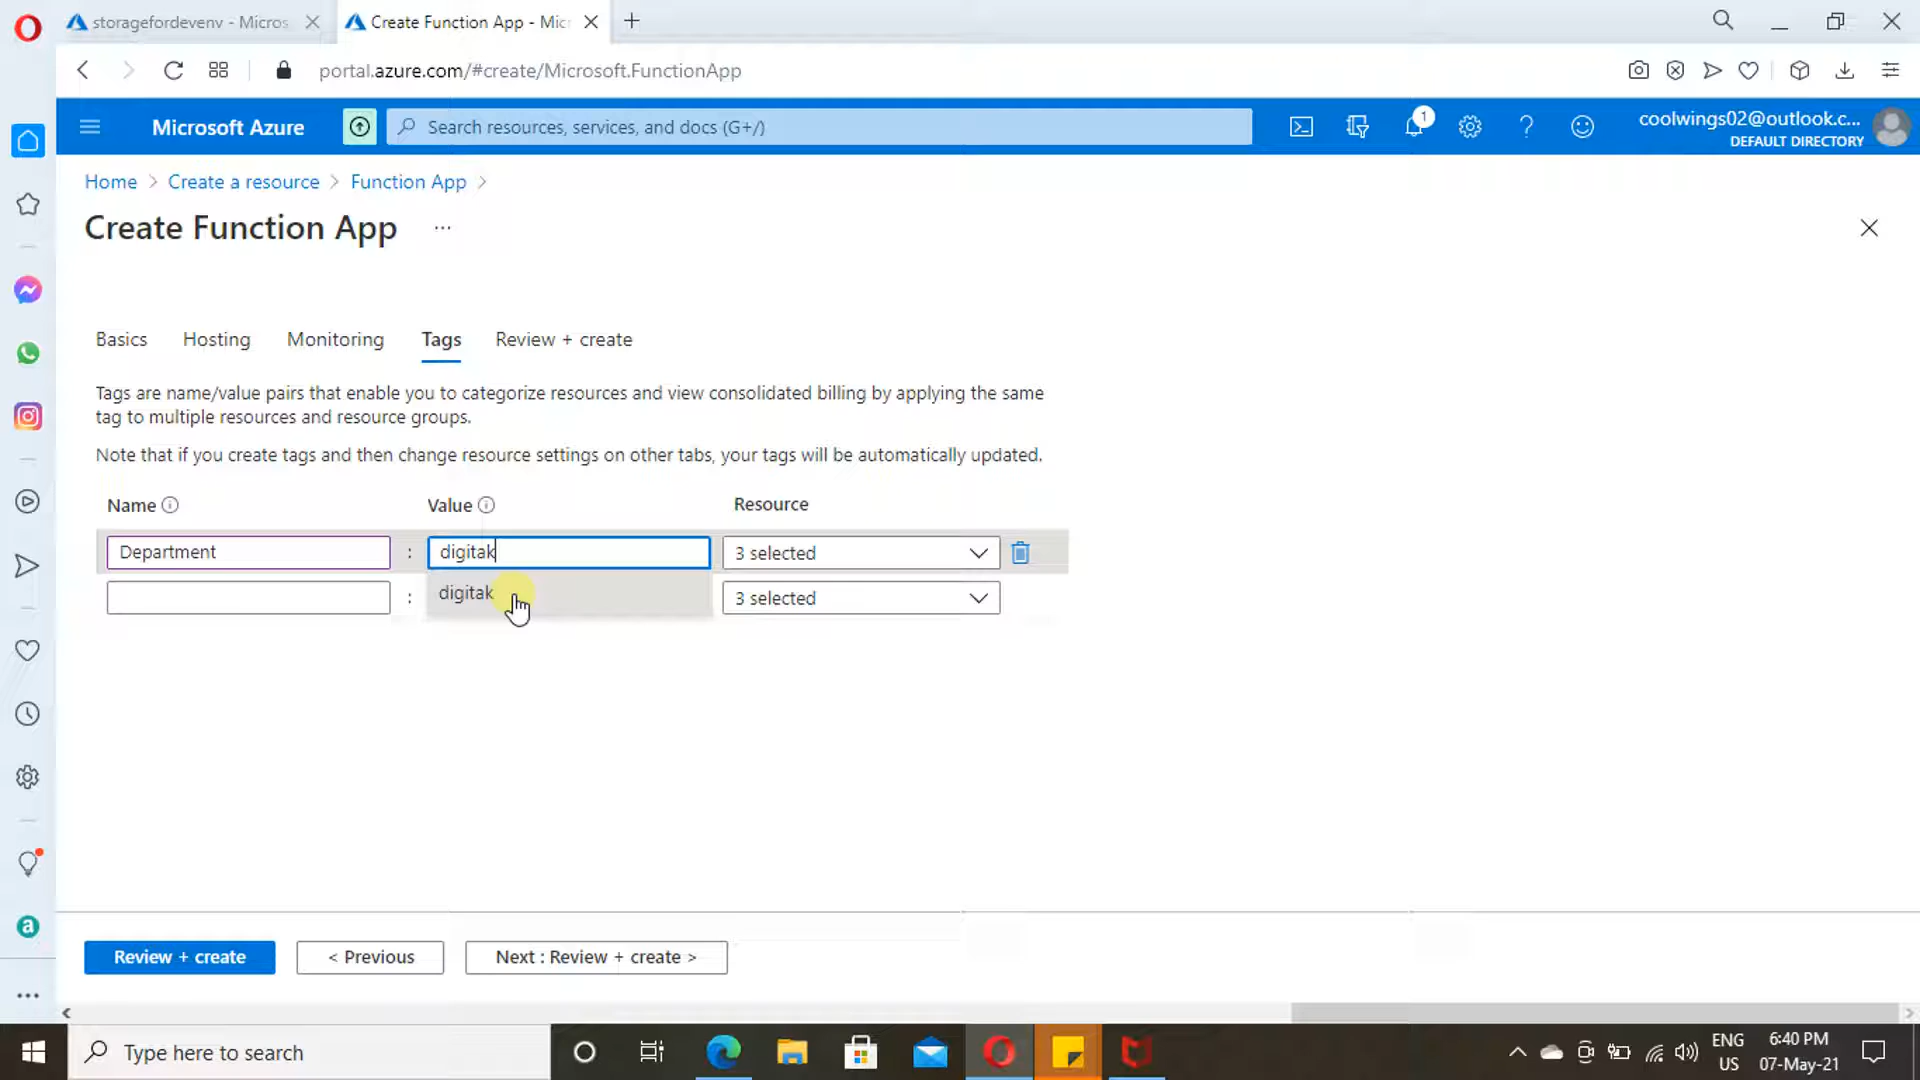 storagefordevenv - Micros
Create Function App - Mic
portal.azure.com/#create/Microsoft.FunctionApp
Microsoft Azure
Search resources, services, and docs (G+/)
1
coolwings02@outlook.c...
DEFAULT DIRECTORY
Home > Create a resource > Function App >
Create Function App ...
Basics Hosting Monitoring Tags Review + create
Tags are name/value pairs that enable you to categorize resources and view consolidated billing by applying the same
tag to multiple resources and resource groups.
Note that if you create tags and then change resource settings on other tabs, your tags will be automatically updated.
Name Value Resource
Department : digitak 3 selected
digitak
: 3 selected
Review + create < Previous Next : Review + create >
Type here to search
ENG
US
6:40 PM
07-May-21